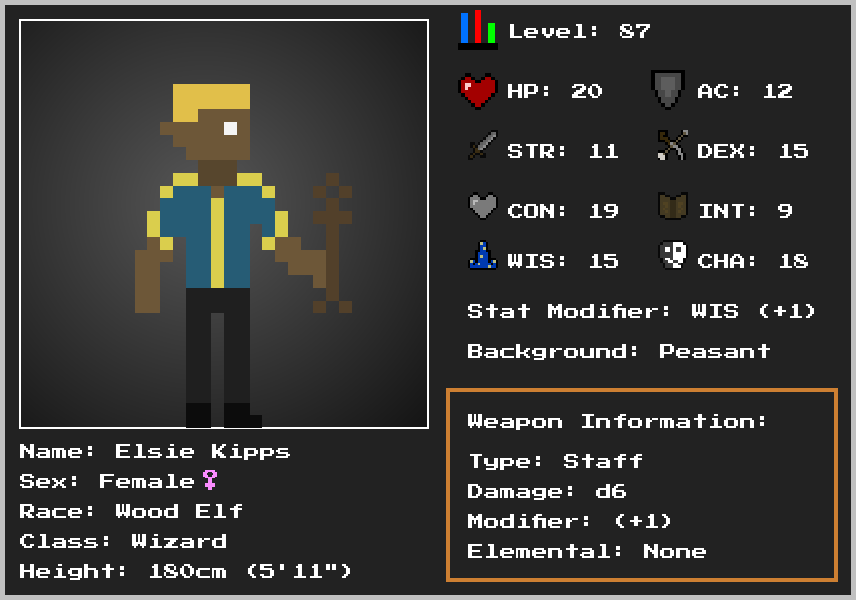 Level: 87
HP: 20 AC: 12
STR: 11 DEX: 15
CON: 19 INT: 9
WIS: 15 CHA: 18
Stat Modifier: WIS (+1)
Background: Peasant
Weapon Information:
Type: Staff
Damage: d6
Modifier: (+1)
Elemental: None
Name: Elsie Kipps
Sex: Female♀
Race: Wood Elf
Class: Wizard
Height: 180cm (5'11")